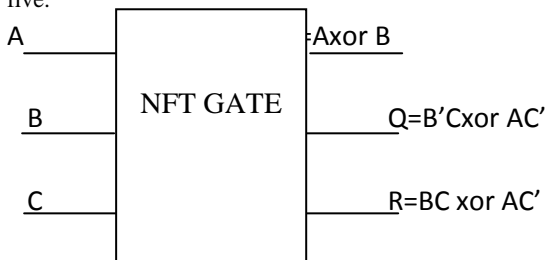 five.
A =Axor B
NFT GATE
B Q=B'Cxor AC'
C R=BC xor AC'